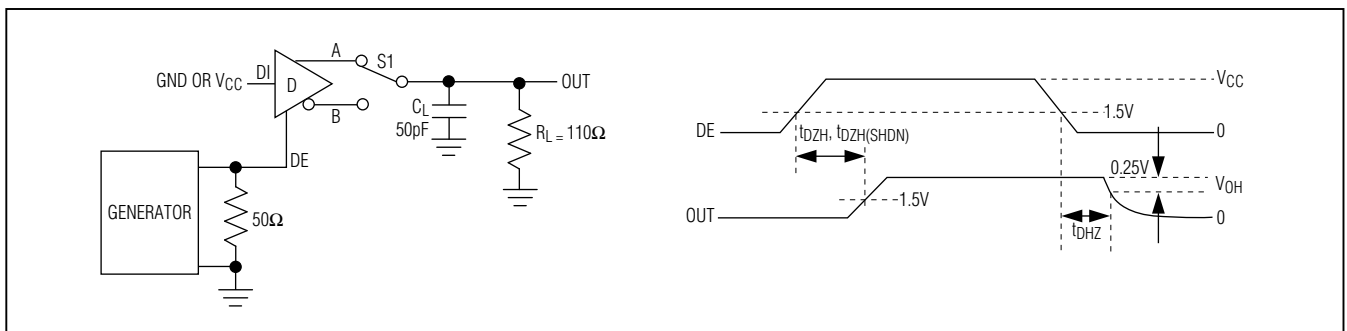 GND OR VCC
DI
D
A
S1
B
OUT
CL
50pF
RL = 110Ω
DE
GENERATOR
50Ω
VCC
1.5V
DE
0
tDZH, tDZH(SHDN)
0.25V
VOH
1.5V
OUT
0
tDHZ